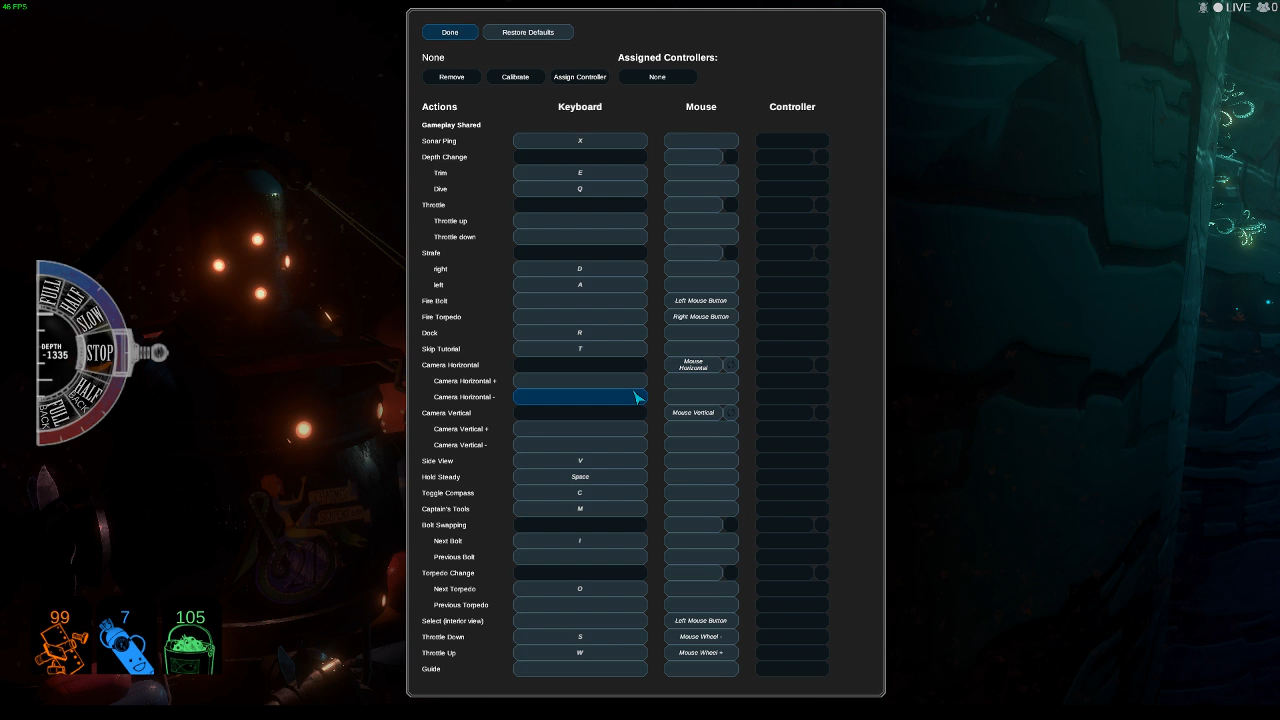 46 FPS
LIVE 0
Done Restore Defaults
None Assigned Controllers:
Remove Calibrate Assign Controller None
Actions Keyboard Mouse Controller
Gameplay Shared
Sonar Ping X
Depth Change
Trim E
Dive Q
Throttle
Throttle up
Throttle down
Strafe
right D
left A
Fire Bolt Left Mouse Button
Fire Torpedo Right Mouse Button
Dock R
Skip Tutorial T
Camera Horizontal Mouse Horizontal
Camera Horizontal +
Camera Horizontal -
Camera Vertical Mouse Vertical
Camera Vertical +
Camera Vertical -
Side View V
Hold Steady Space
Toggle Compass C
Captain's Tools M
Bolt Swapping
Next Bolt I
Previous Bolt
Torpedo Change
Next Torpedo O
Previous Torpedo
Select (interior view) Left Mouse Button
Throttle Down S Mouse Wheel -
Throttle Up W Mouse Wheel +
Guide
FULL
HALF
SLOW
DEPTH
-1335
STOP
HALF
BACK
FULL
BACK
99 7 105